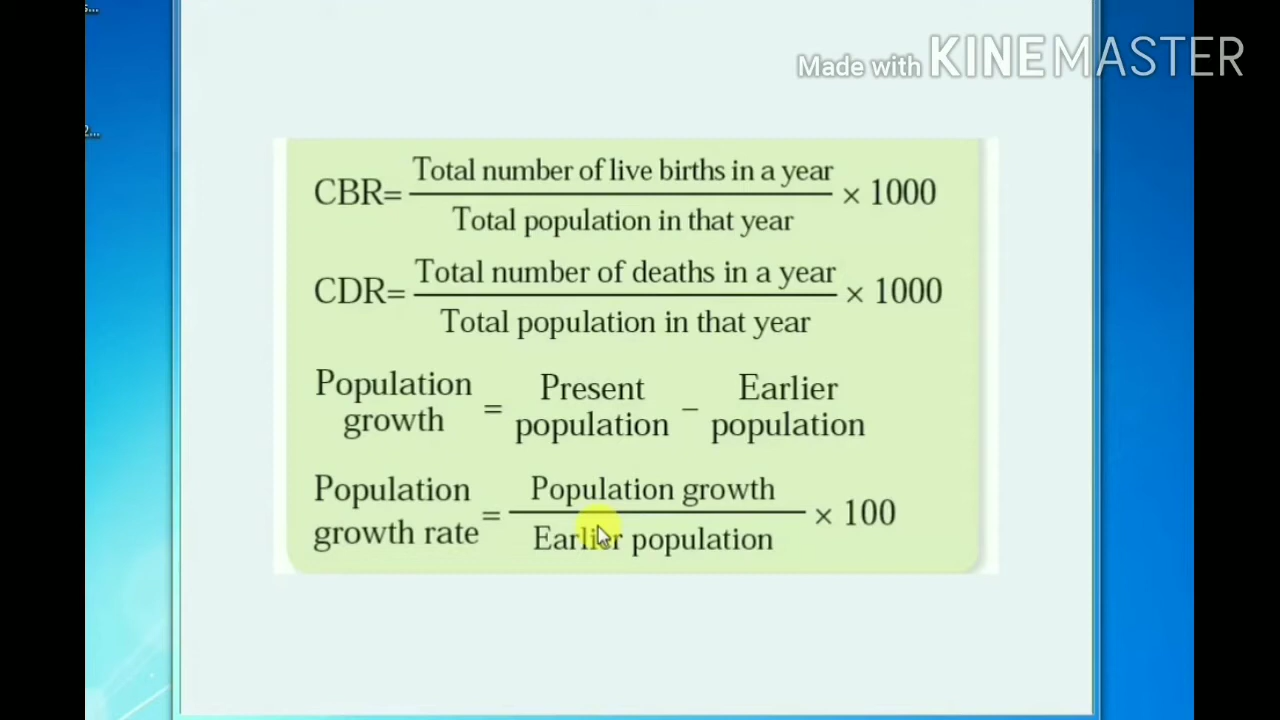 s...
Made with KINEMASTER
2...
Total number of live births in a year
CBR= × 1000
Total population in that year
Total number of deaths in a year
CDR= × 1000
Total population in that year
Population growth = Present population − Earlier population
Population growth rate = Population growth × 100
Earlier population